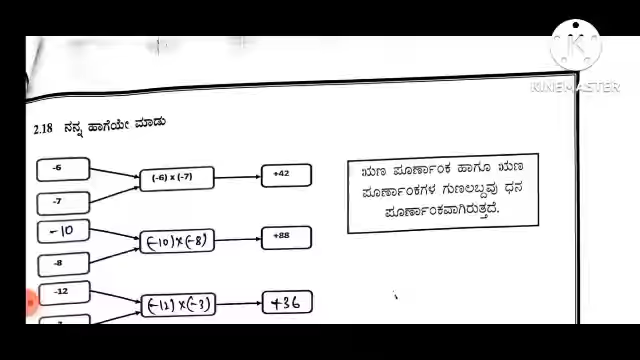 K
KINEMASTER
2.18 ನನ್ನ ಹಾಗೆಯೇ ಮಾಡು
-6
-7
(-6) x (-7)
+42
ಋಣ ಪೂರ್ಣಾಂಕ ಹಾಗೂ ಋಣ
ಪೂರ್ಣಾಂಕಗಳ ಗುಣಲಬ್ದವು ಧನ
ಪೂರ್ಣಾಂಕವಾಗಿರುತ್ತದೆ.
-10
-8
(-10) x (-8)
+88
-12
(-12) x (-3)
+36